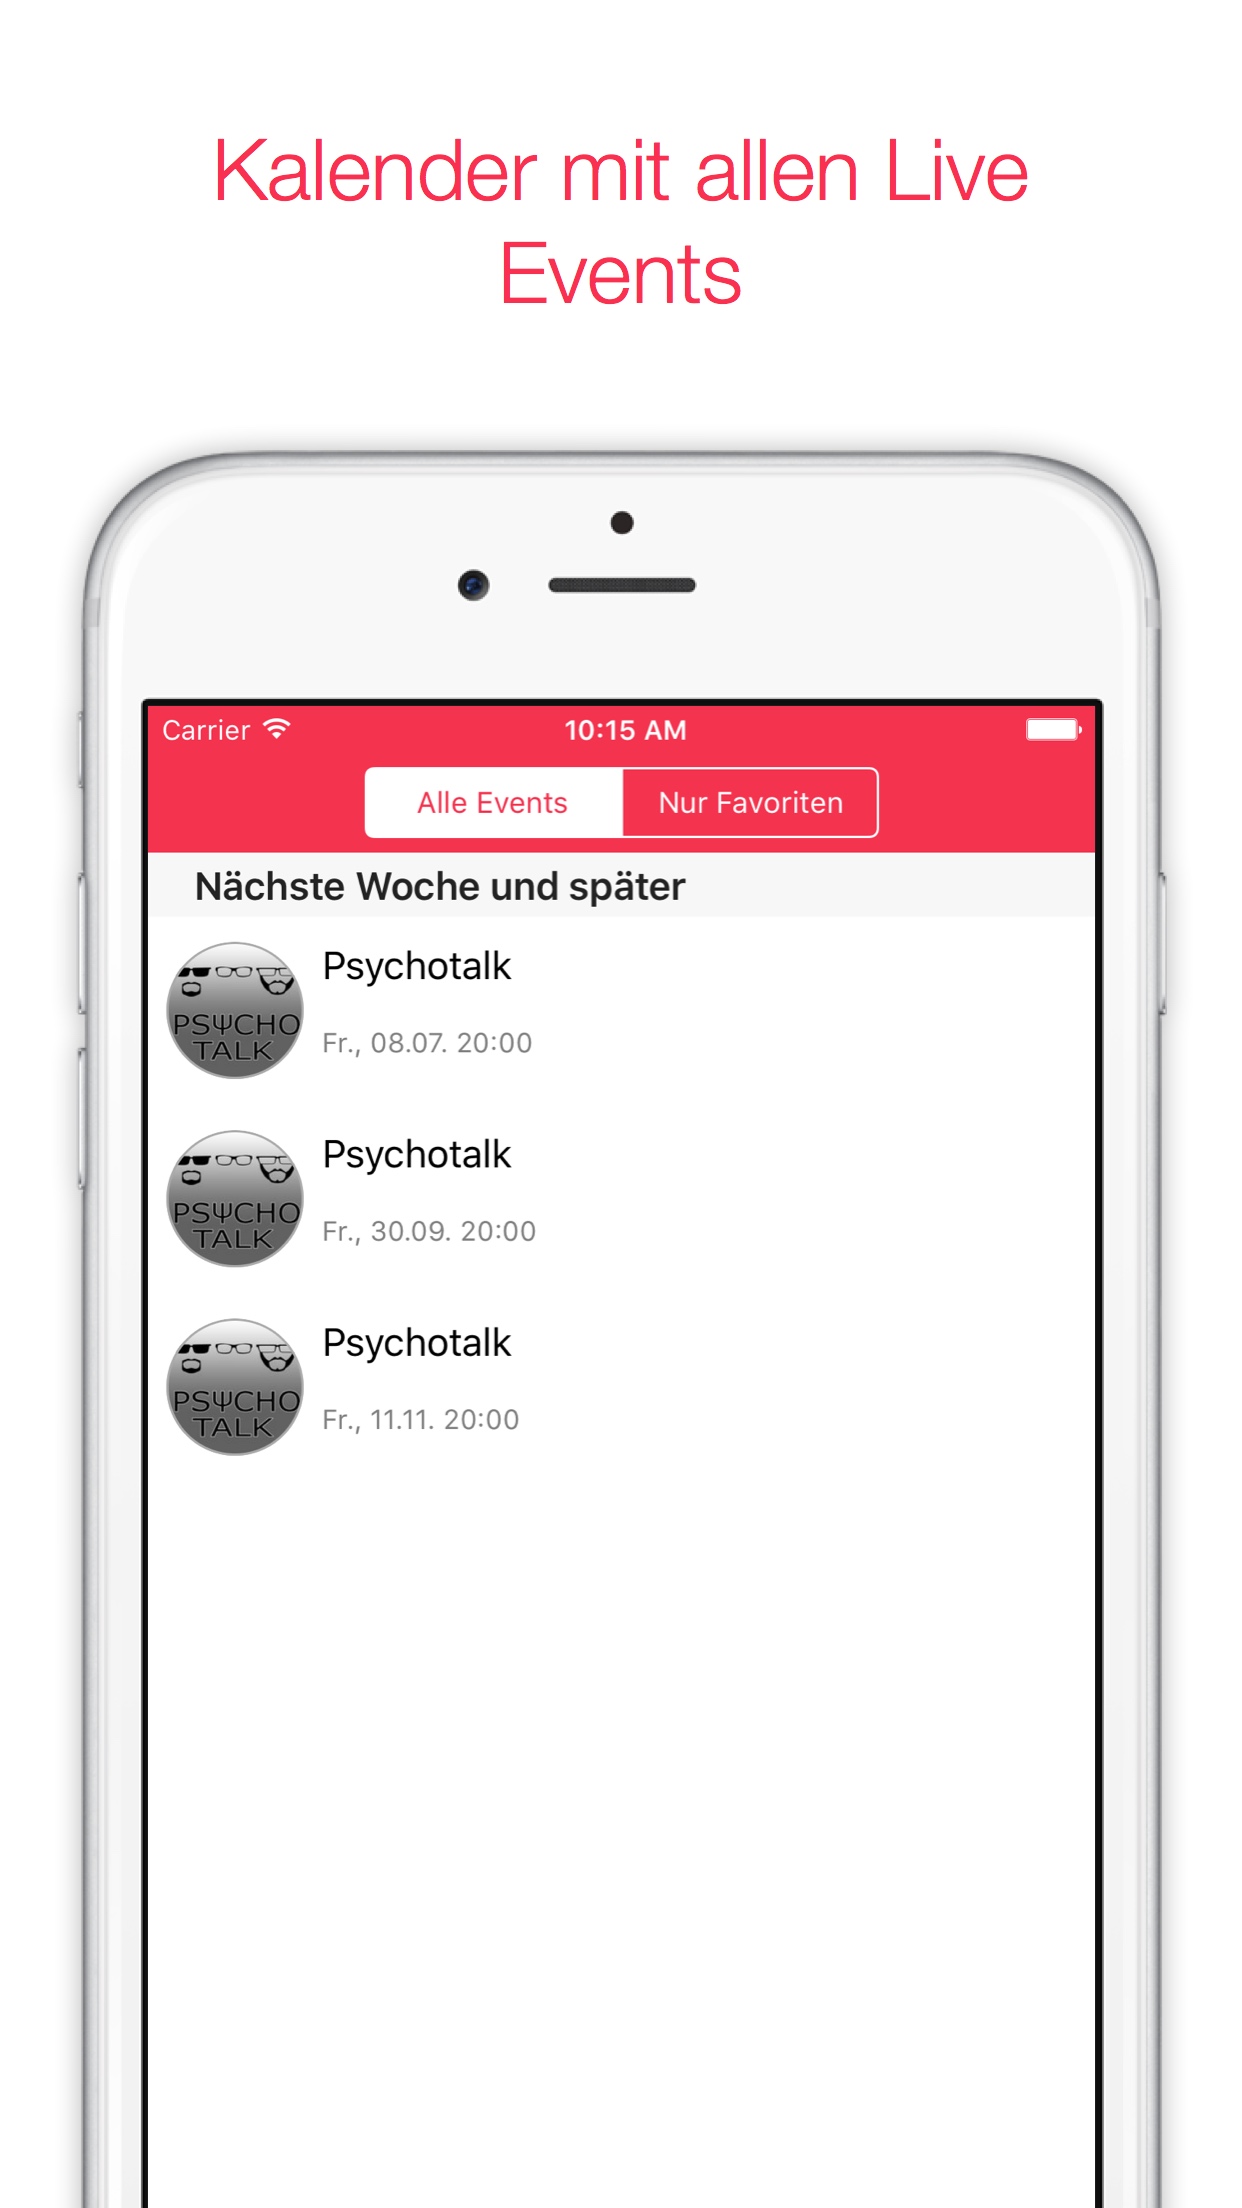 Kalender mit allen Live
Events
Carrier
10:15 AM
Alle Events
Nur Favoriten
Nächste Woche und später
PSΨCHO
TALK
Psychotalk
Fr., 08.07. 20:00
PSΨCHO
TALK
Psychotalk
Fr., 30.09. 20:00
PSΨCHO
TALK
Psychotalk
Fr., 11.11. 20:00